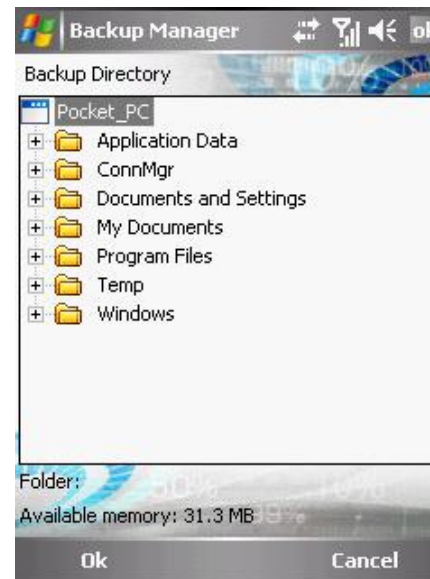 Backup Manager ok
Backup Directory
Pocket_PC
Application Data
ConnMgr
Documents and Settings
My Documents
Program Files
Temp
Windows
Folder:
Available memory: 31.3 MB
Ok Cancel